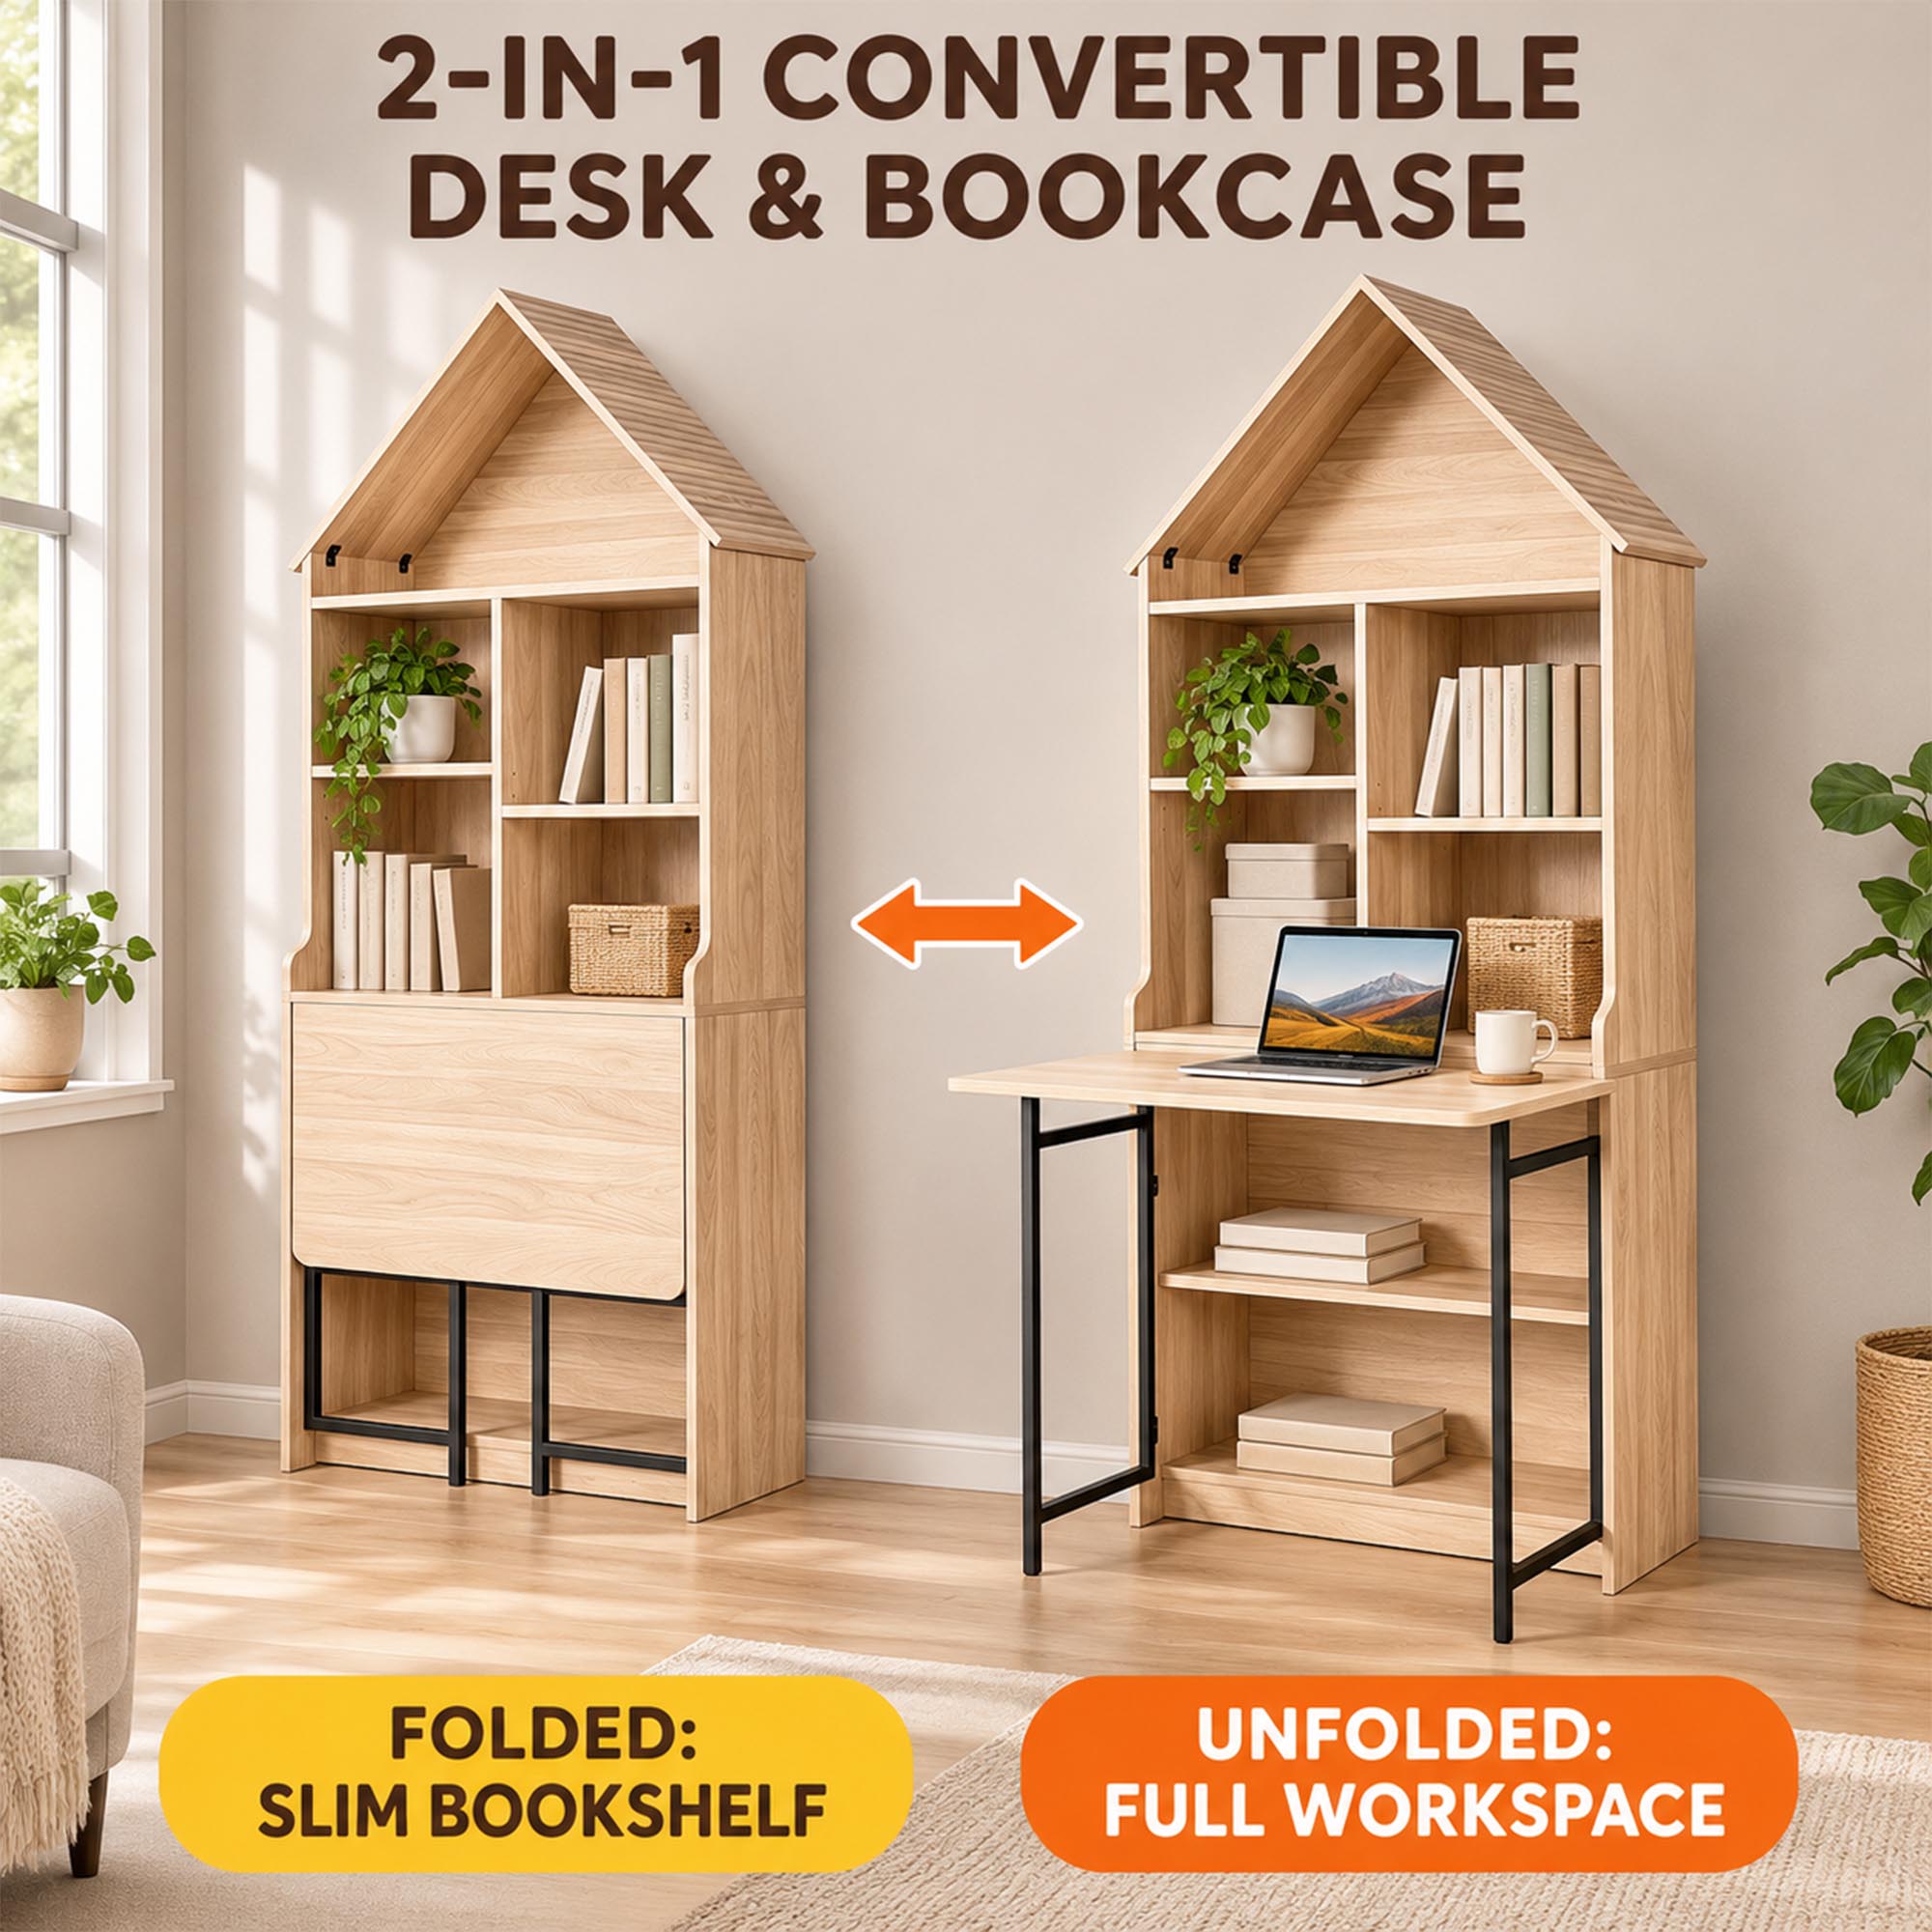 2-IN-1 CONVERTIBLE
DESK & BOOKCASE
FOLDED:
SLIM BOOKSHELF
UNFOLDED:
FULL WORKSPACE